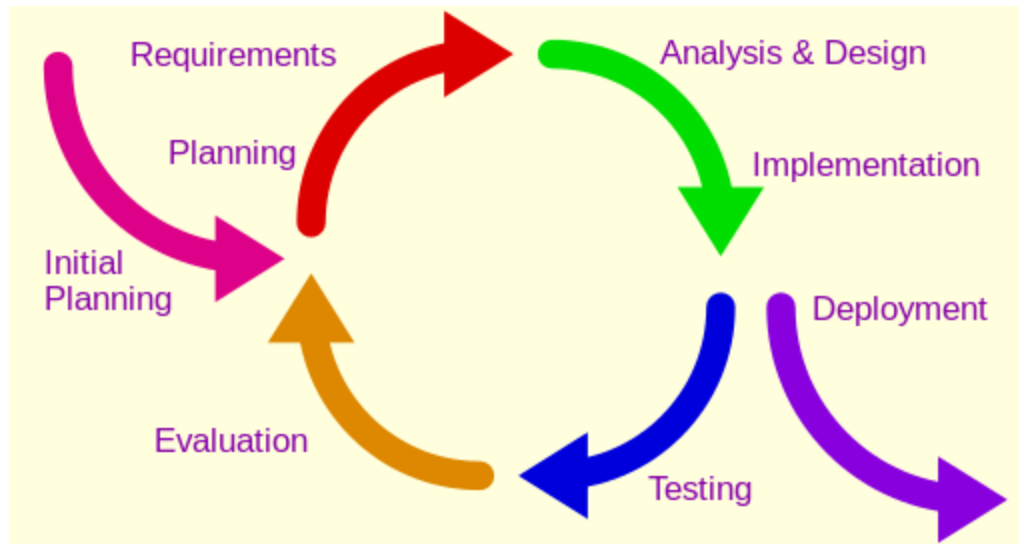 Requirements
Analysis & Design
Planning
Implementation
Initial
Planning
Deployment
Evaluation
Testing